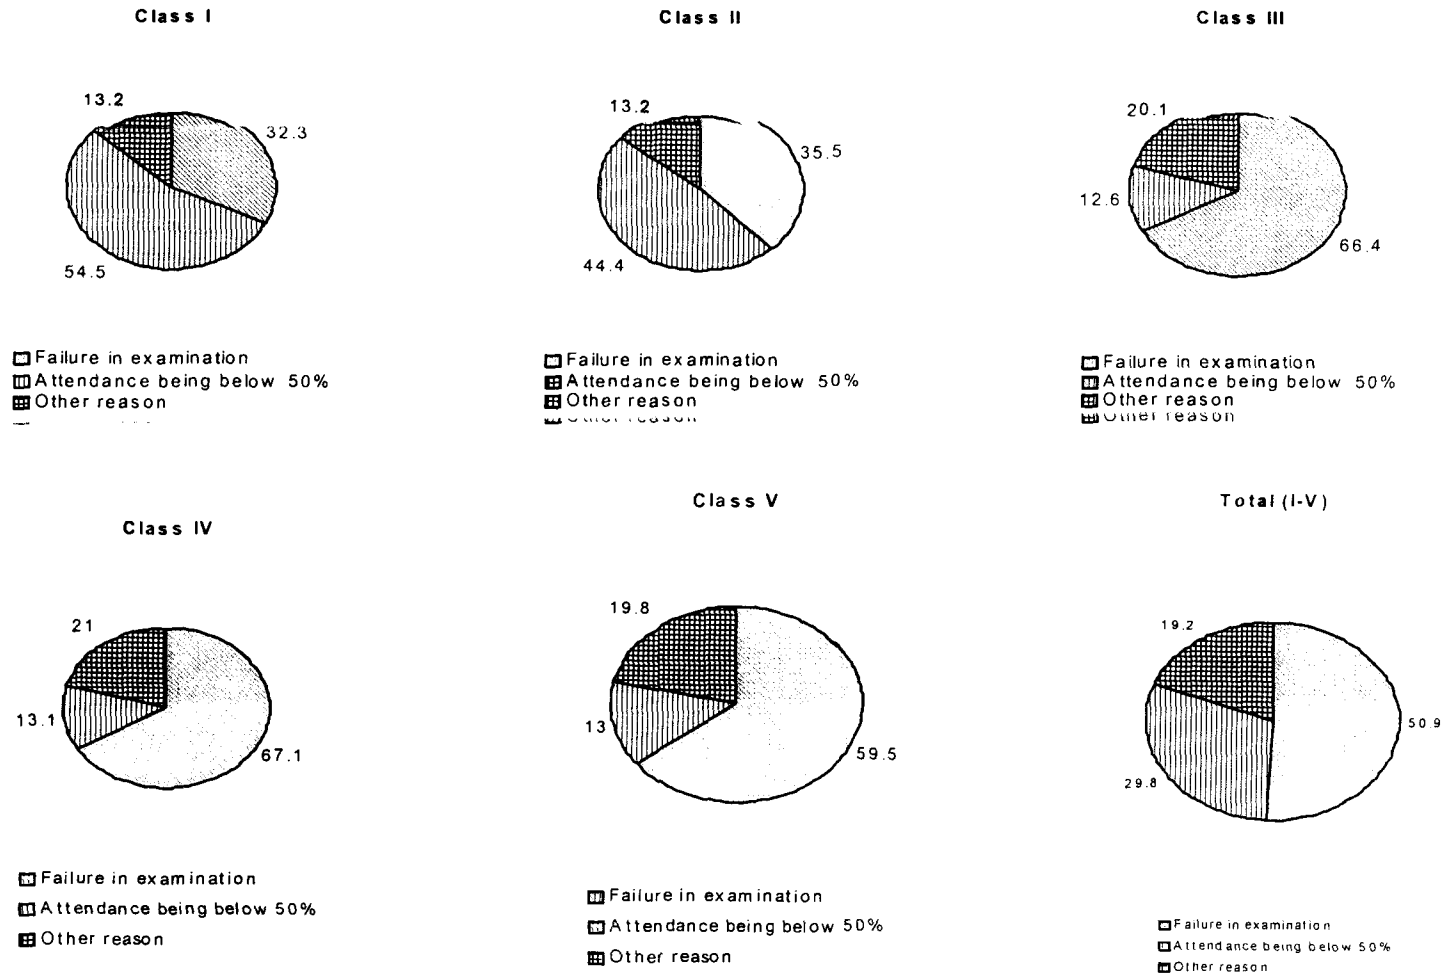 Class I
13.2
32.3
54.5
Failure in examination
Attendance being below 50%
Other reason
Class II
13.2
35.5
44.4
Failure in examination
Attendance being below 50%
Other reason
Other reason
Class III
20.1
12.6
66.4
Failure in examination
Attendance being below 50%
Other reason
Other reason
Class IV
21
13.1
67.1
Failure in examination
Attendance being below 50%
Other reason
Class V
19.8
13
59.5
Failure in examination
Attendance being below 50%
Other reason
Total (I-V)
19.2
50.9
29.8
Failure in examination
Attendance being below 50%
Other reason